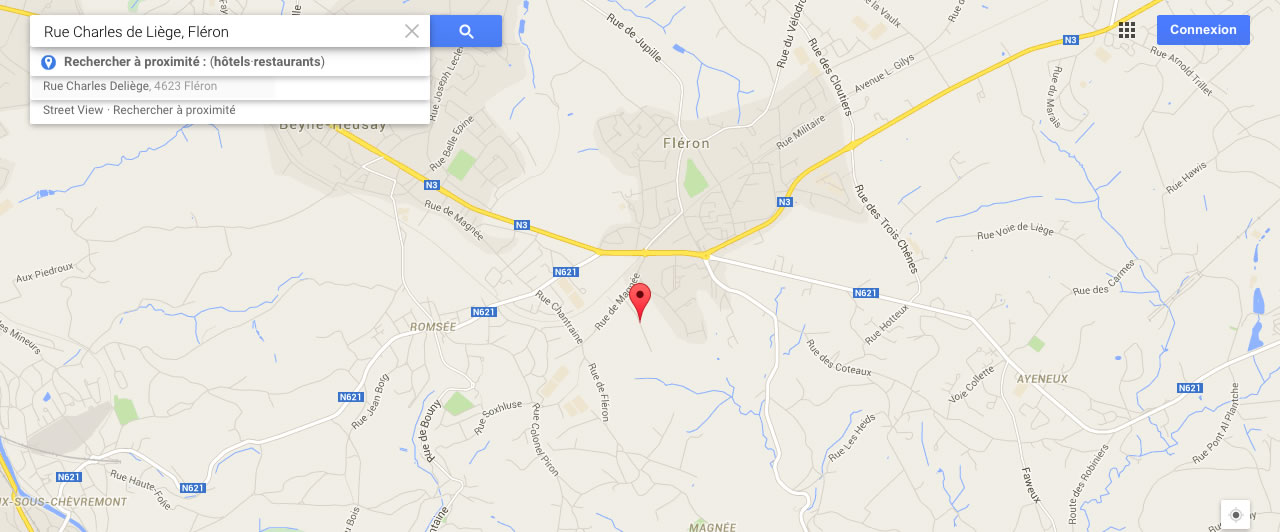 Rue Charles de Liège, Fléron
Connexion
Rechercher à proximité : (hôtels·restaurants)
Rue Charles Deliège, 4623 Fléron
Street View · Rechercher à proximité
Beyne-Heusay
Rue Joseph Lecle
Rue de Jupille
Rue du Vélodro
Rue des Cloutiers
Avenue L. Gilys
de la Vaulx
N3
Rue du Marais
Rue Arnold Trillet
Rue Belle Epine
Fléron
Rue Militaire
N3
Rue Hawis
N3
Rue de Magnée
N3
Rue des Trois Chênes
Rue Voie de Liège
Aux Piedroux
N621
Rue de Magnée
Rue des Carmes
N621
Rue Chantraine
N621
ROMSÉE
Rue Hotteux
es Mineurs
Rue des Coteaux
AYENEUX
Voie Collette
N621
N621
Rue Jean Boig
Rue de Fléron
Rue Soxhluse
Rue de Bouny
Rue Colonel Piron
Rue Les Heids
Rue Pont Al Plantche
N621
Rue Haute-Folie
N621
Faweux
Route des Robiniers
X-SOUS-CHÈVREMONT
Bois
ntaine
MAGNÉE